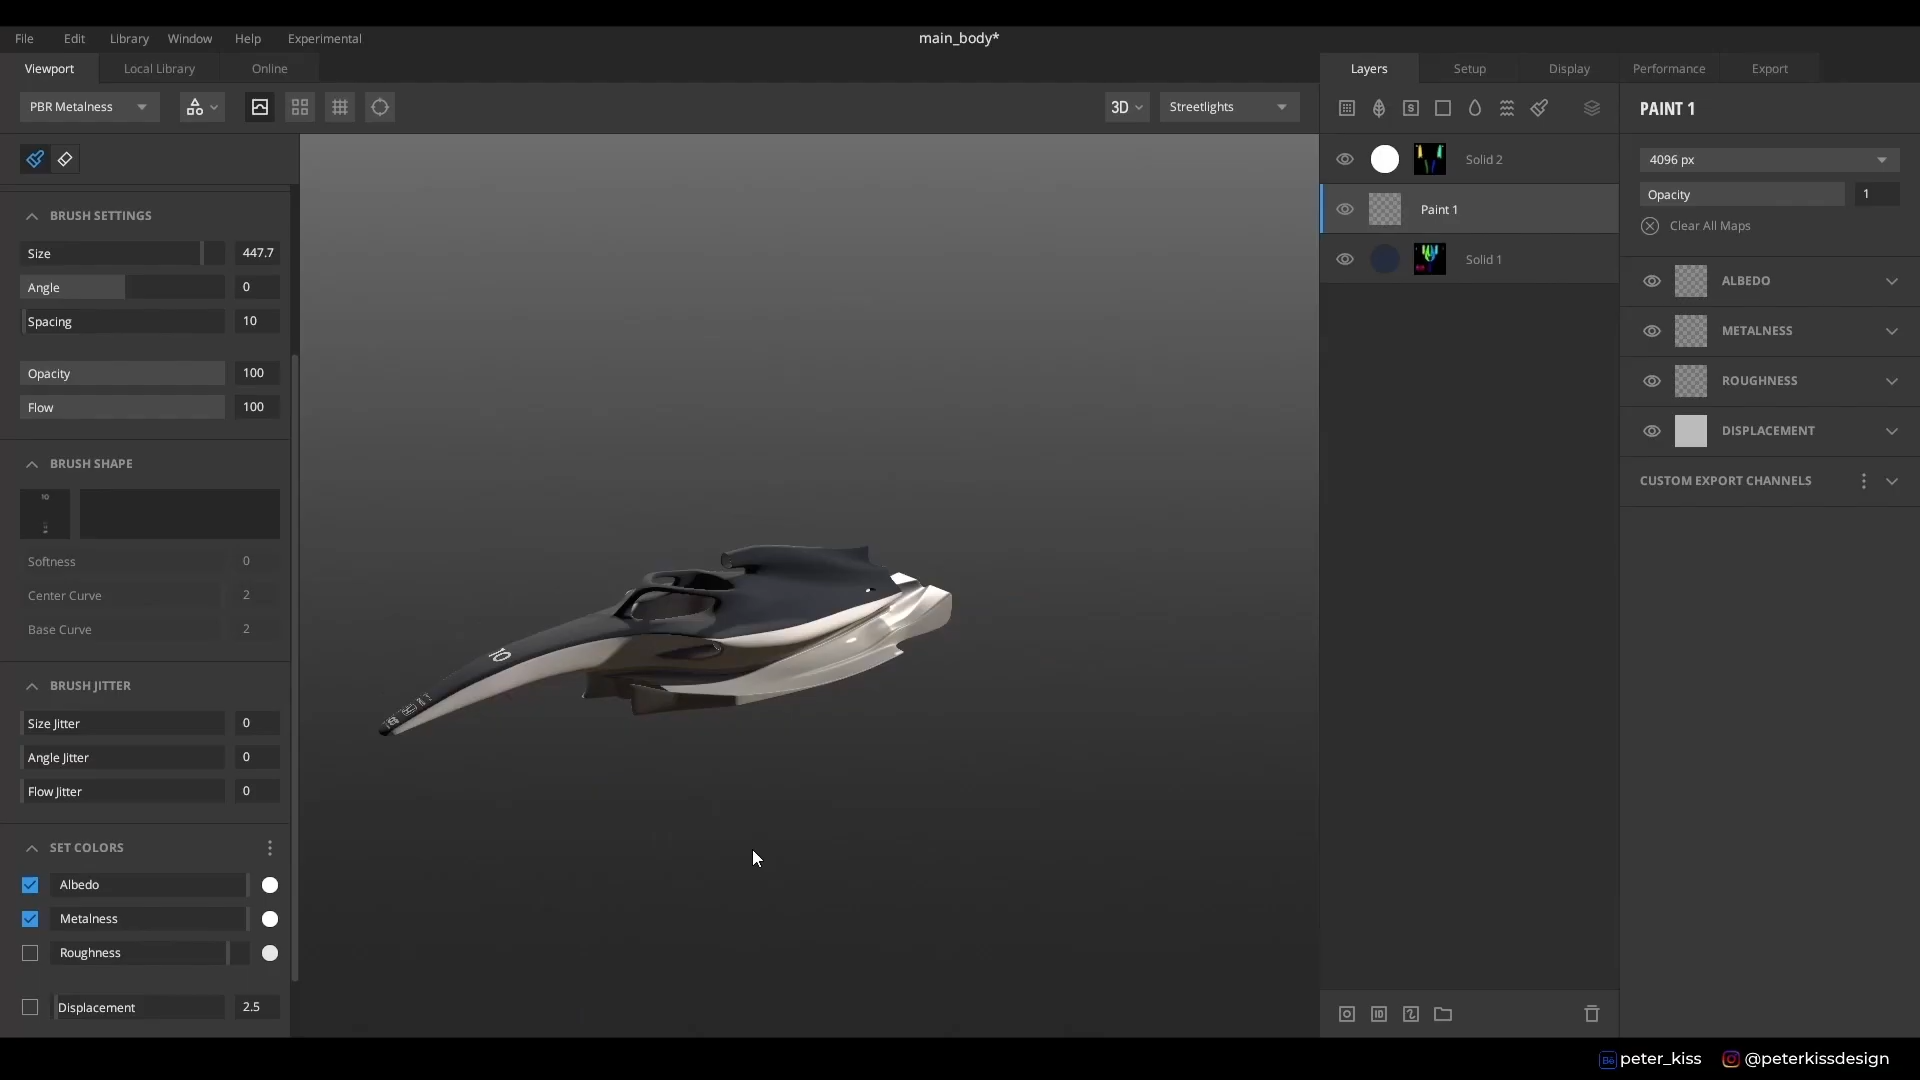 File Edit Library Window Help Experimental
main_body*
Viewport Local Library Online
Layers Setup Display Performance Export
PBR Metalness
3D Streetlights
PAINT 1
4096 px
Opacity 1
Clear All Maps
ALBEDO
METALNESS
ROUGHNESS
DISPLACEMENT
CUSTOM EXPORT CHANNELS
Solid 2
Paint 1
Solid 1
BRUSH SETTINGS
Size 447.7
Angle 0
Spacing 10
Opacity 100
Flow 100
BRUSH SHAPE
10
Softness 0
Center Curve 2
Base Curve 2
BRUSH JITTER
Size Jitter 0
Angle Jitter 0
Flow Jitter 0
SET COLORS
Albedo
Metalness
Roughness
Displacement 2.5
10
ID
Bē peter_kiss @peterkissdesign